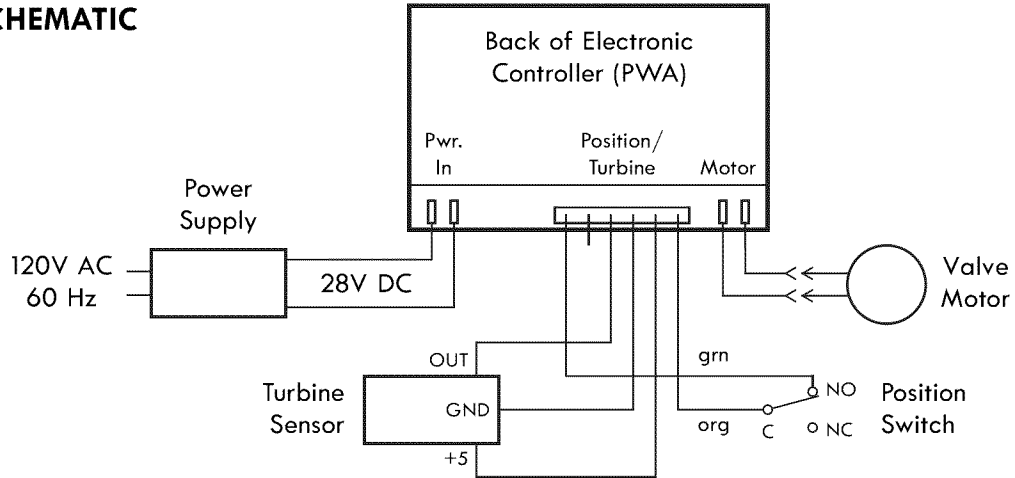 CHEMATIC
Back of Electronic
Controller (PWA)
Pwr.
In
Position/
Turbine
Motor
Power
Supply
120V AC
60 Hz
28V DC
Valve
Motor
OUT
GND
+5
Turbine
Sensor
grn
org
C
NO
NC
Position
Switch